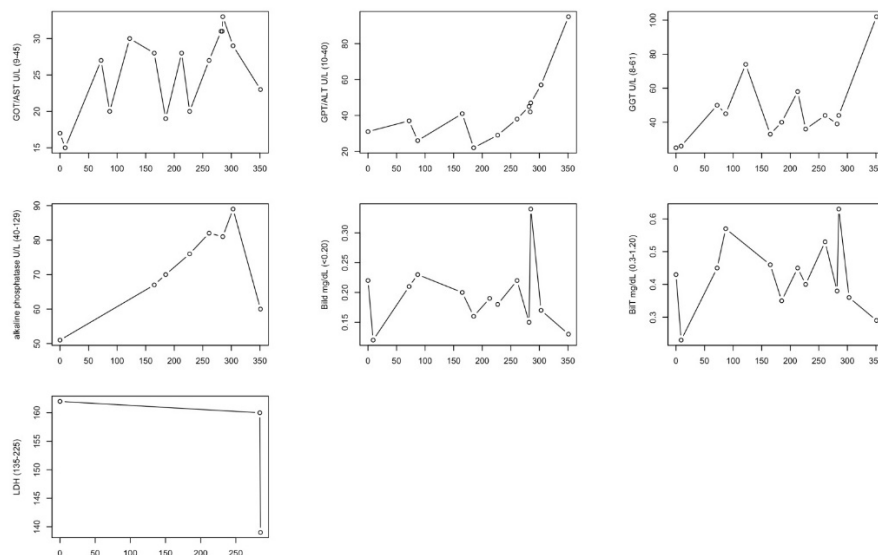 GOT/AST U/L (9-45)
15 20 25 30
0 50 100 150 200 250 300 350
GPT/ALT U/L (10-40)
20 40 60 80
0 50 100 150 200 250 300 350
GGT U/L (8-61)
40 60 80 100
0 50 100 150 200 250 300 350
alkaline phosphatase U/L (40-129)
50 60 70 80 90
0 50 100 150 200 250 300 350
Bild mg/dL (<0.20)
0.15 0.20 0.25 0.30
0 50 100 150 200 250 300 350
BilT mg/dL (0.3-1.20)
0.3 0.4 0.5 0.6
0 50 100 150 200 250 300 350
LDH (135-225)
140 145 150 155 160
0 50 100 150 200 250